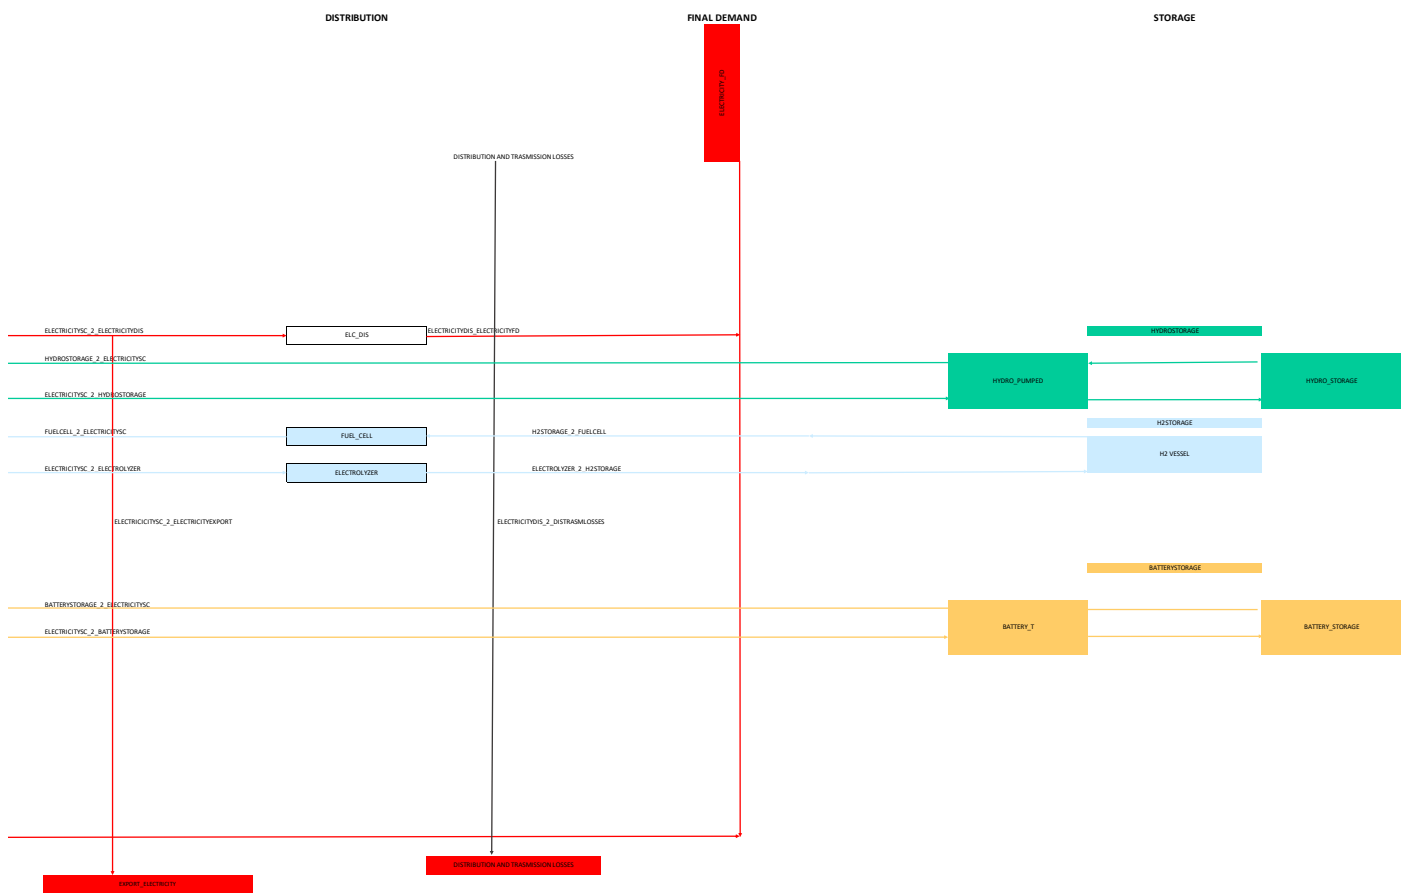 DISTRIBUTION
FINAL DEMAND
STORAGE
ELECTRICITY_FD
DISTRIBUTION AND TRASMISSION LOSSES
ELECTRICITYSC_2_ELECTRICITYDIS
ELC_DIS
ELECTRICITYDIS_ELECTRICITYFD
HYDROSTORAGE
HYDROSTORAGE_2_ELECTRICITYSC
HYDRO_PUMPED
HYDRO_STORAGE
ELECTRICITYSC_2_HYDROSTORAGE
H2STORAGE
FUELCELL_2_ELECTRICITYSC
FUEL_CELL
H2STORAGE_2_FUELCELL
H2 VESSEL
ELECTRICITYSC_2_ELECTROLYZER
ELECTROLYZER
ELECTROLYZER_2_H2STORAGE
ELECTRICICITYSC_2_ELECTRICITYEXPORT
ELECTRICITYDIS_2_DISTRASMLOSSES
BATTERYSTORAGE
BATTERYSTORAGE_2_ELECTRICITYSC
BATTERY_T
BATTERY_STORAGE
ELECTRICITYSC_2_BATTERYSTORAGE
DISTRIBUTION AND TRASMISSION LOSSES
EXPORT_ELECTRICITY